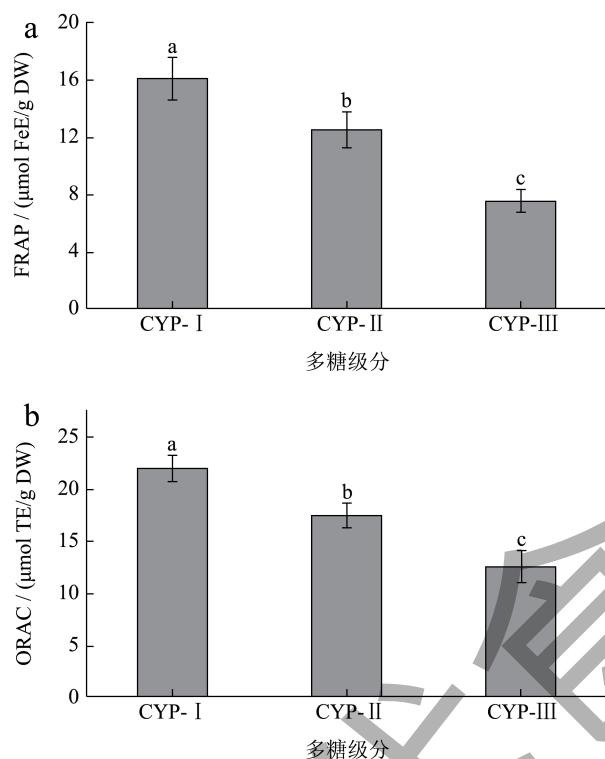 a
FRAP / (μmol FeE/g DW)
20
16
12
8
4
0
a
b
c
CYP-Ⅰ CYP-Ⅱ CYP-III
多糖级分
b
ORAC / (μmol TE/g DW)
25
20
15
10
5
0
a
b
c
CYP-Ⅰ CYP-Ⅱ CYP-III
多糖级分